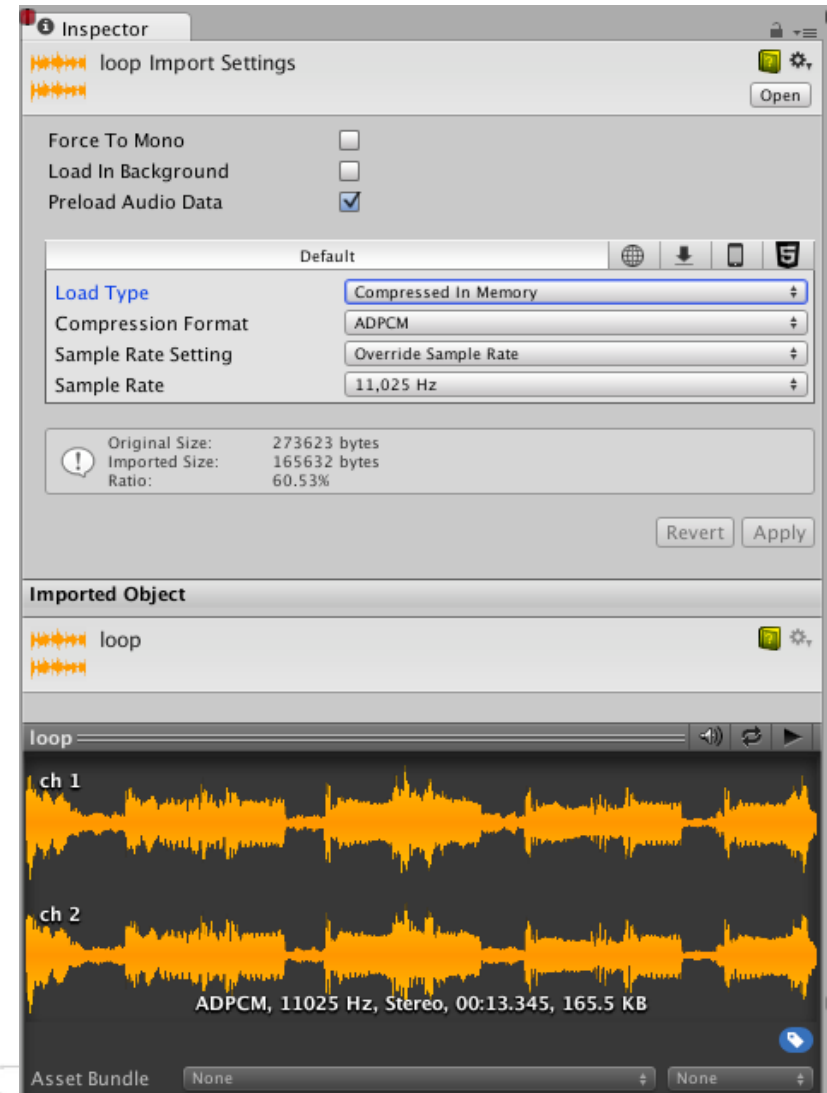 Inspector
loop Import Settings
Open
Force To Mono
Load In Background
Preload Audio Data
Default
Load Type Compressed In Memory
Compression Format ADPCM
Sample Rate Setting Override Sample Rate
Sample Rate 11,025 Hz
Original Size: 273623 bytes
Imported Size: 165632 bytes
Ratio: 60.53%
Revert Apply
Imported Object
loop
loop
ch 1
ch 2
ADPCM, 11025 Hz, Stereo, 00:13.345, 165.5 KB
Asset Bundle None None